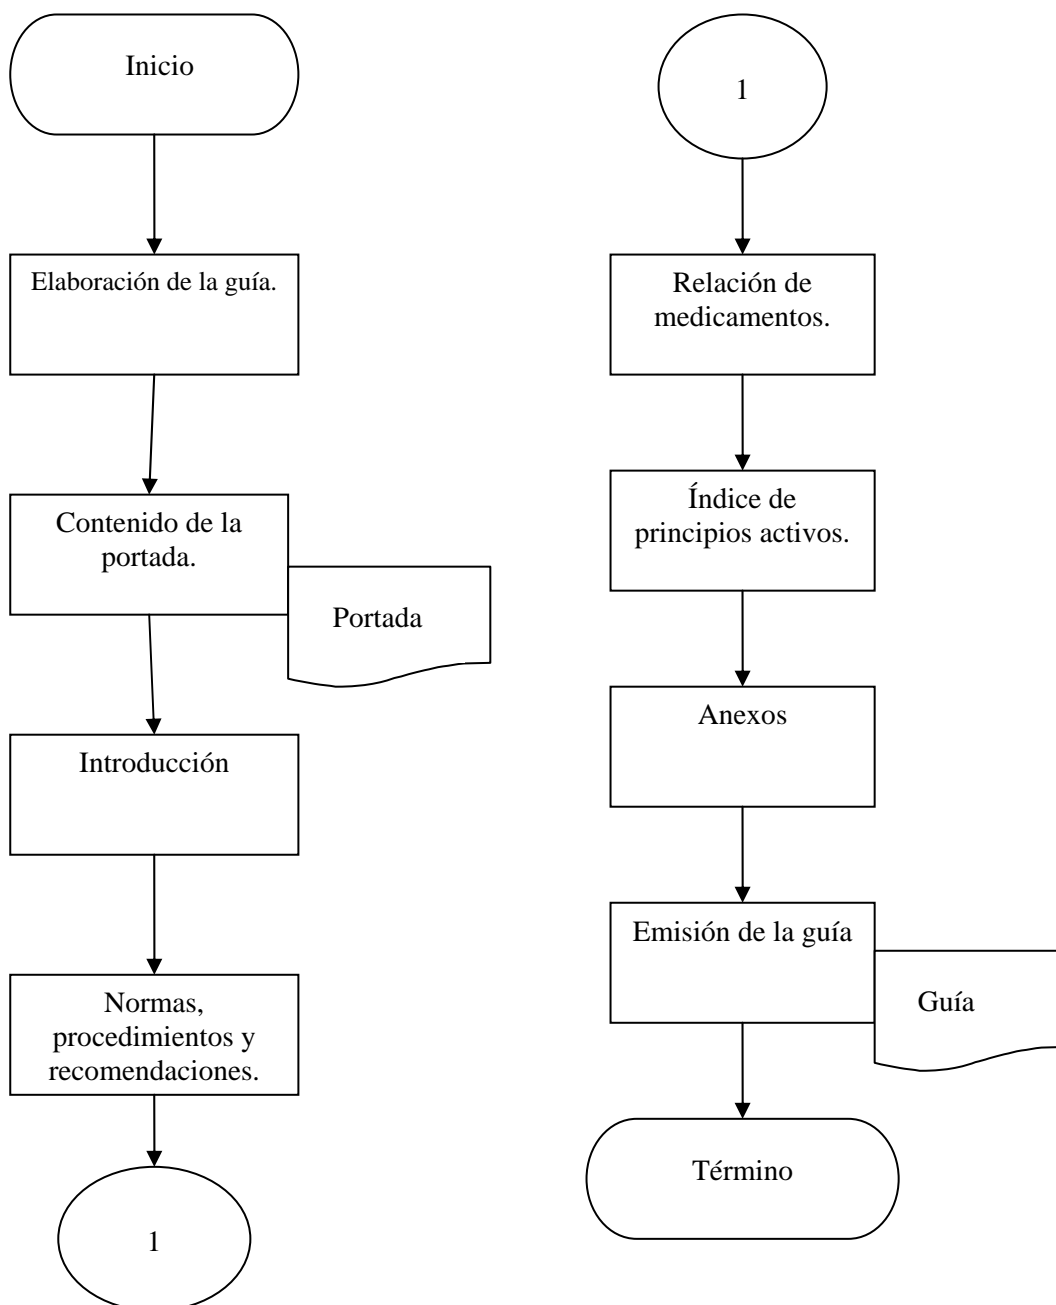 Inicio
Elaboración de la guía.
Contenido de la
portada.
Portada
Introducción
Normas,
procedimientos y
recomendaciones.
1
1
Relación de
medicamentos.
Índice de
principios activos.
Anexos
Emisión de la guía
Guía
Término